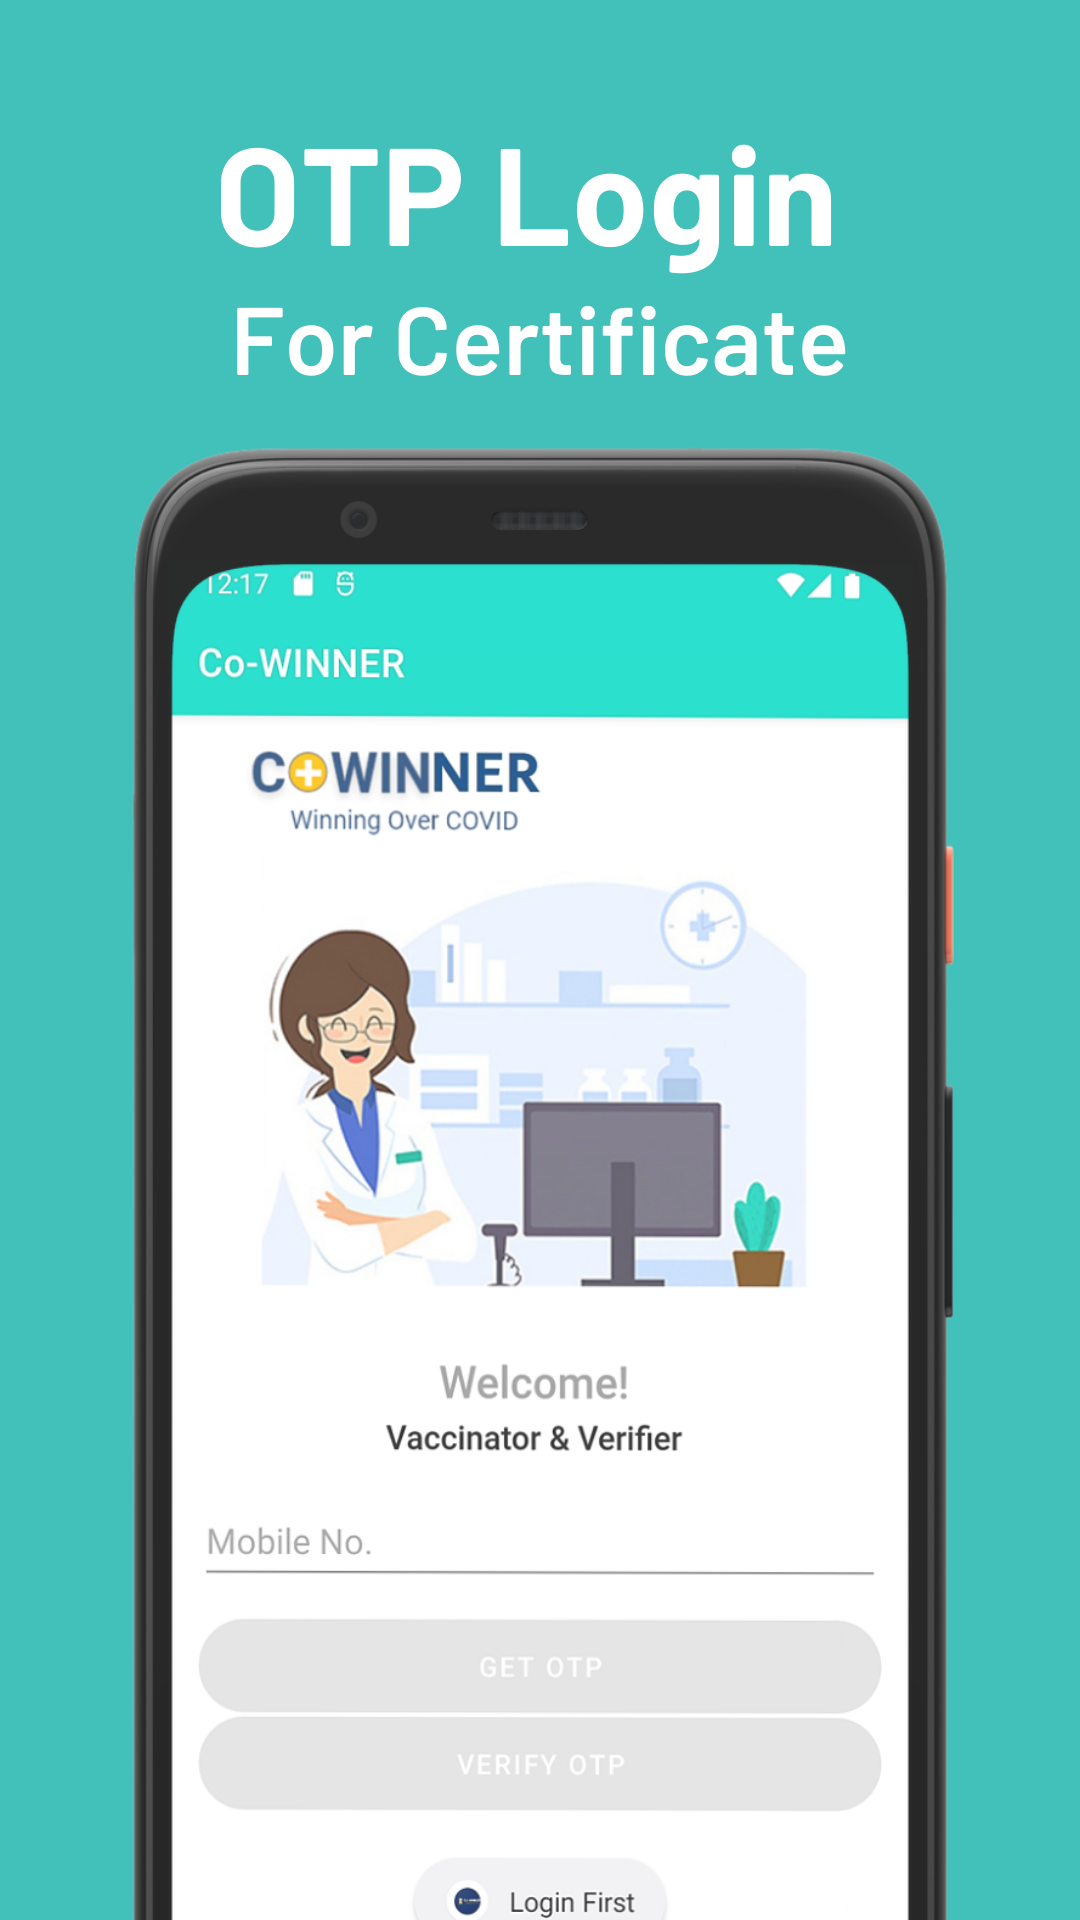 OTP Login
For Certificate
12:17
Co-WINNER
COWINNER
Winning Over COVID
Welcome!
Vaccinator & Verifier
Mobile No.
GET OTP
VERIFY OTP
Login First